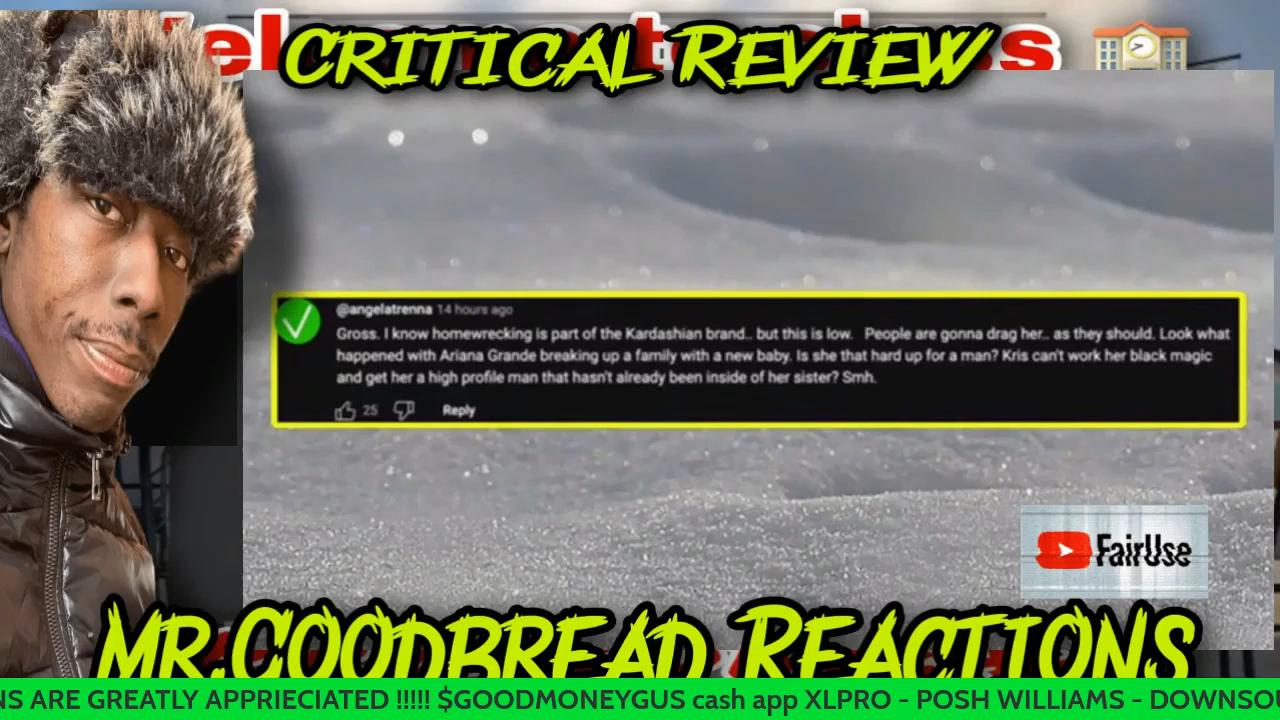 CRITICAL REVIEW
@angelatrenna 14 hours ago
Gross. I know homewrecking is part of the Kardashian brand.. but this is low. People are gonna drag her.. as they should. Look what
happened with Ariana Grande breaking up a family with a new baby. Is she that hard up for a man? Kris can't work her black magic
and get her a high profile man that hasn't already been inside of her sister? Smh.
25 Reply
FairUse
MR.GOODBREAD REACTIONS
NS ARE GREATLY APPRIECIATED !!!!! $GOODMONEYGUS cash app XLPRO - POSH WILLIAMS - DOWNSOU